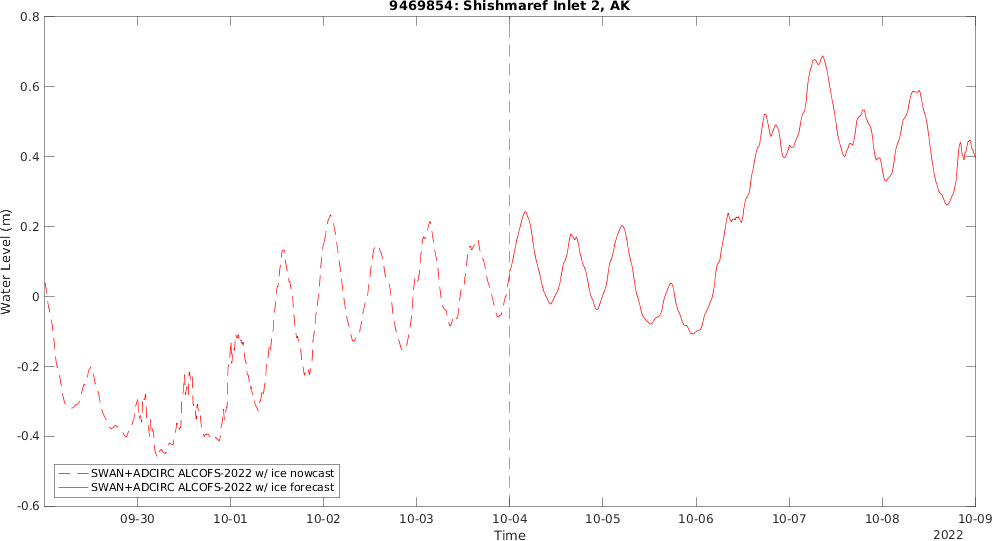 9469854: Shishmaref Inlet 2, AK
0.8
0.6
0.4
0.2
0
-0.2
-0.4
-0.6
Water Level (m)
SWAN+ADCIRC ALCOFS-2022 w/ ice nowcast
SWAN+ADCIRC ALCOFS-2022 w/ ice forecast
09-30 10-01 10-02 10-03 10-04 10-05 10-06 10-07 10-08 10-09
Time
2022